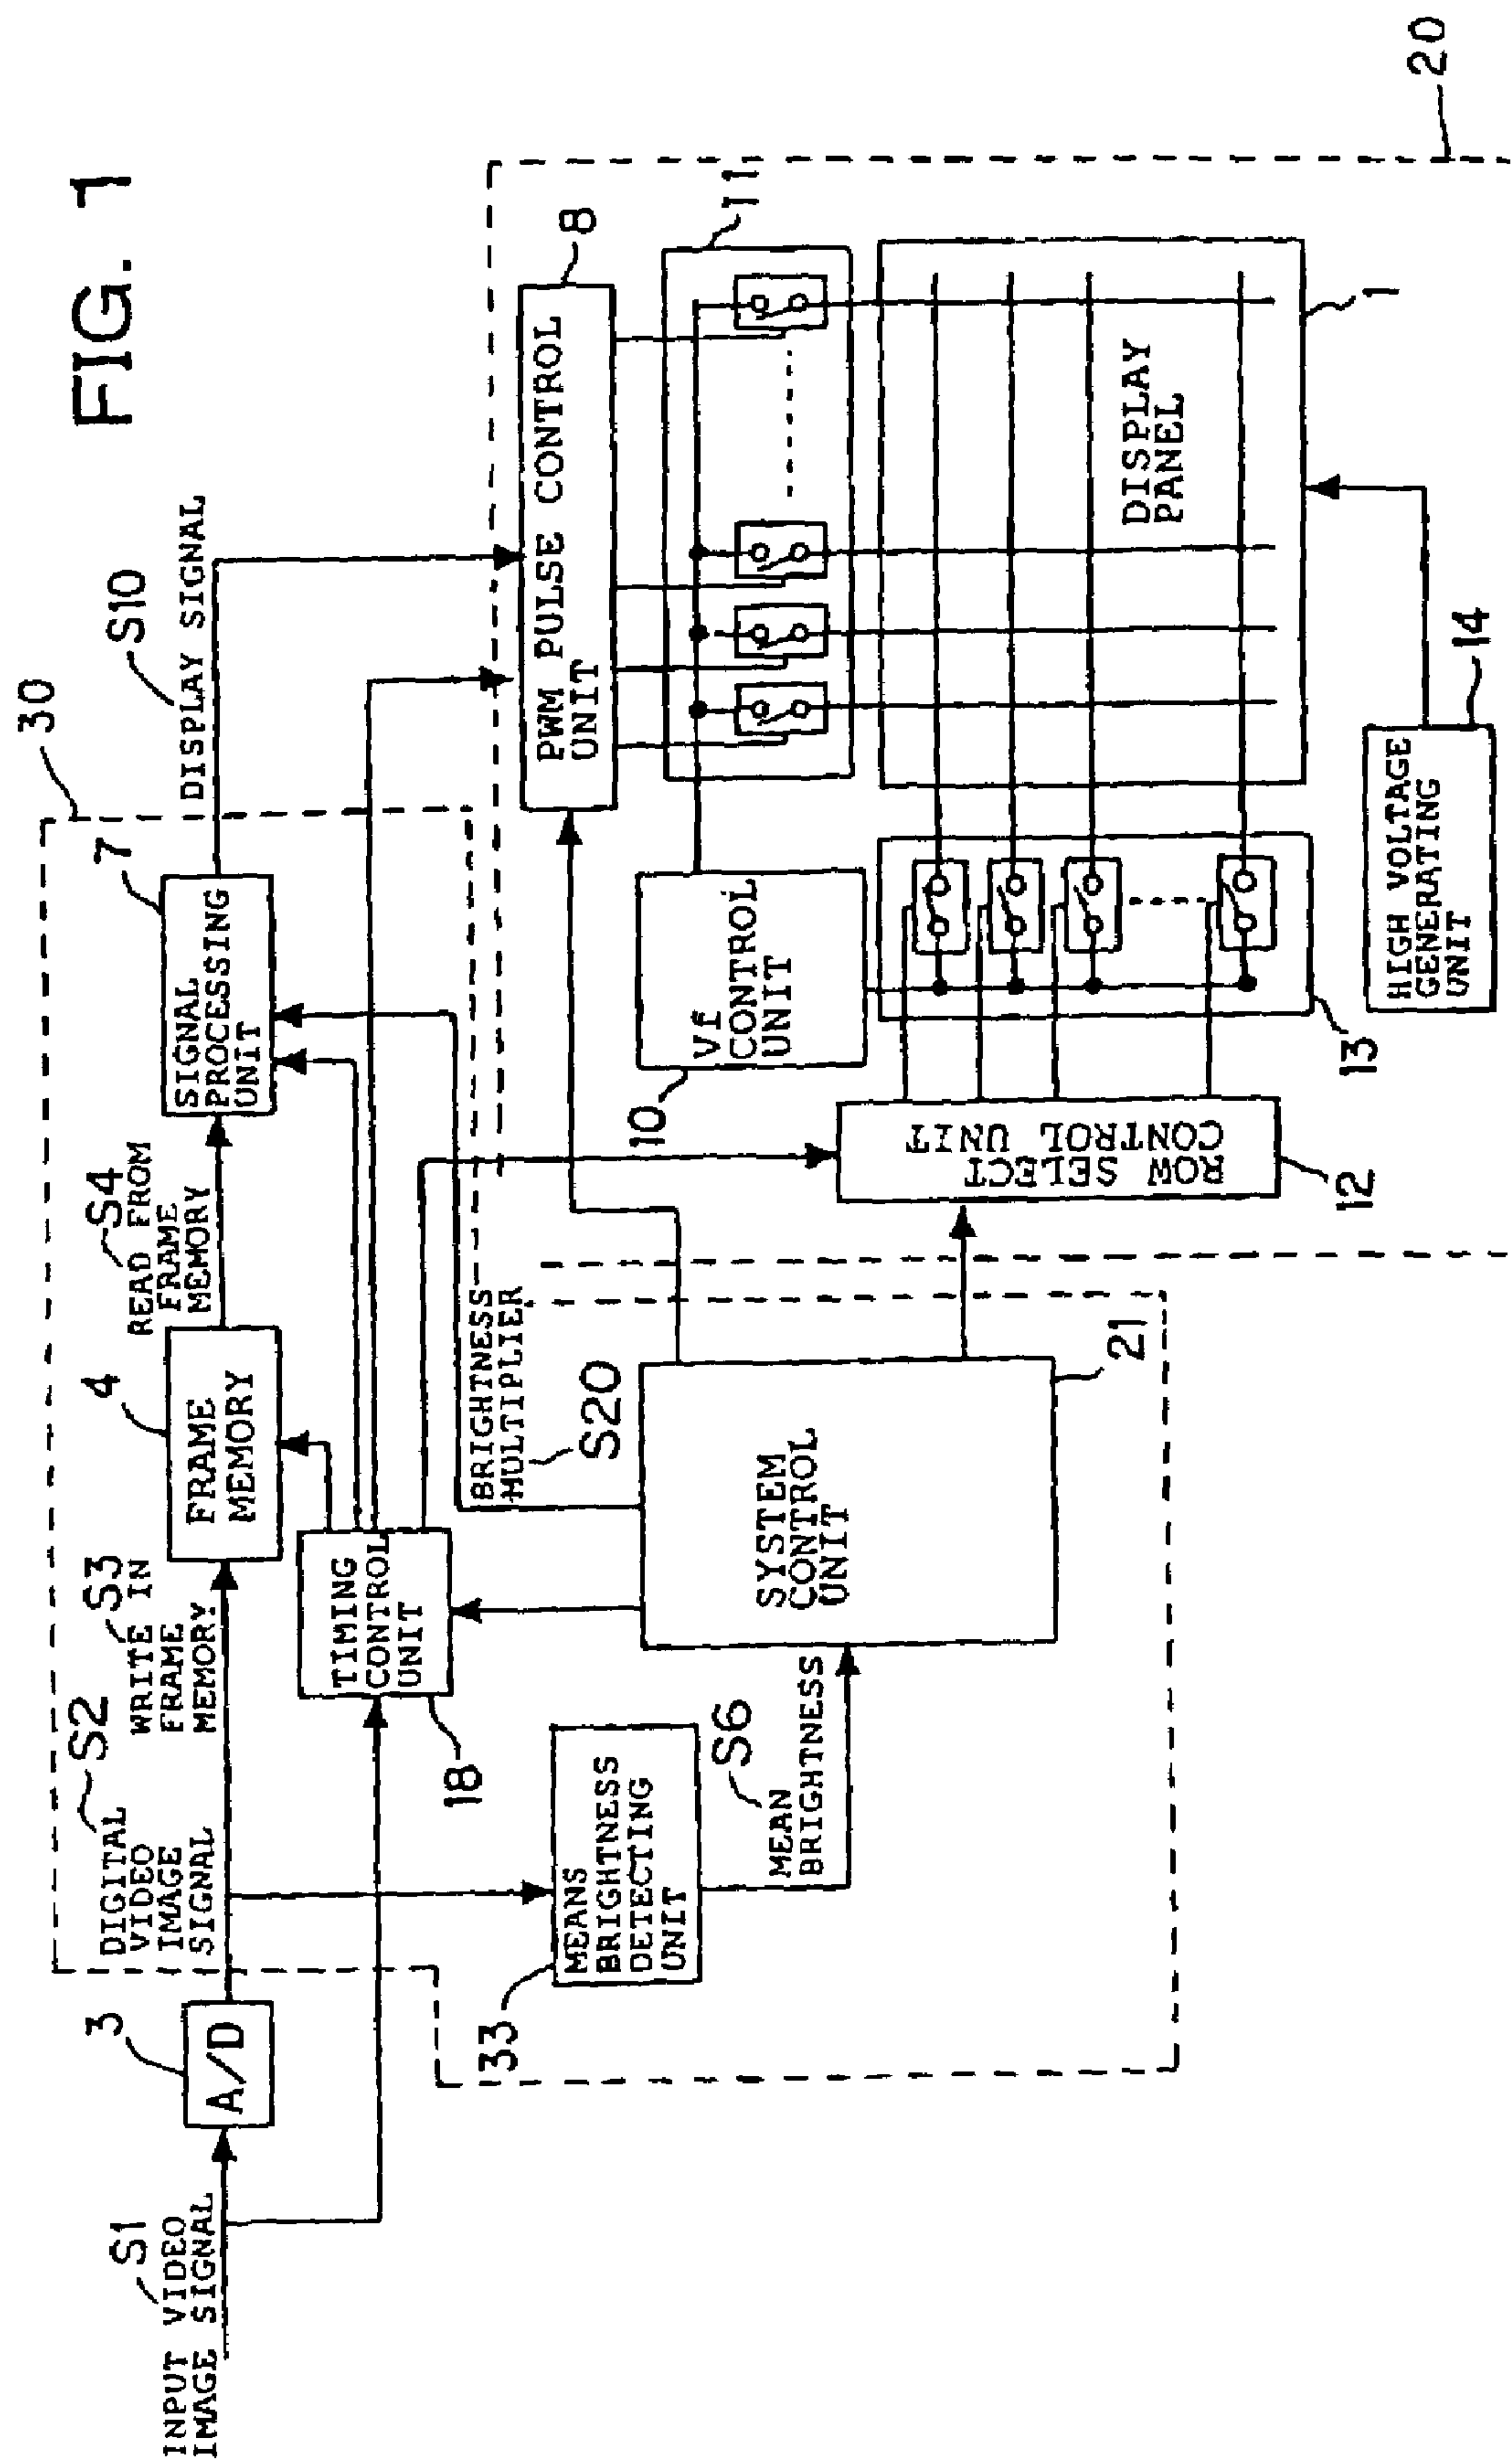 FIG. 1
S1
INPUT VIDEO
IMAGE SIGNAL
3
A/D
S2
DIGITAL
VIDEO
IMAGE
SIGNAL
S3
WRITE IN
FRAME
MEMORY
4
FRAME
MEMORY
S4
READ FROM
FRAME
MEMORY
7
SIGNAL
PROCESSING
UNIT
30
S10
DISPLAY SIGNAL
TIMING
CONTROL
UNIT
18
33
MEANS
BRIGHTNESS
DETECTING
UNIT
S6
MEAN
BRIGHTNESS
BRIGHTNESS
MULTIPLIER
S20
SYSTEM
CONTROL
UNIT
21
8
PWM PULSE CONTROL
UNIT
11
Vf
CONTROL
UNIT
10
ROW SELECT
CONTROL UNIT
12
13
DISPLAY
PANEL
1
HIGH VOLTAGE
GENERATING
UNIT
14
20